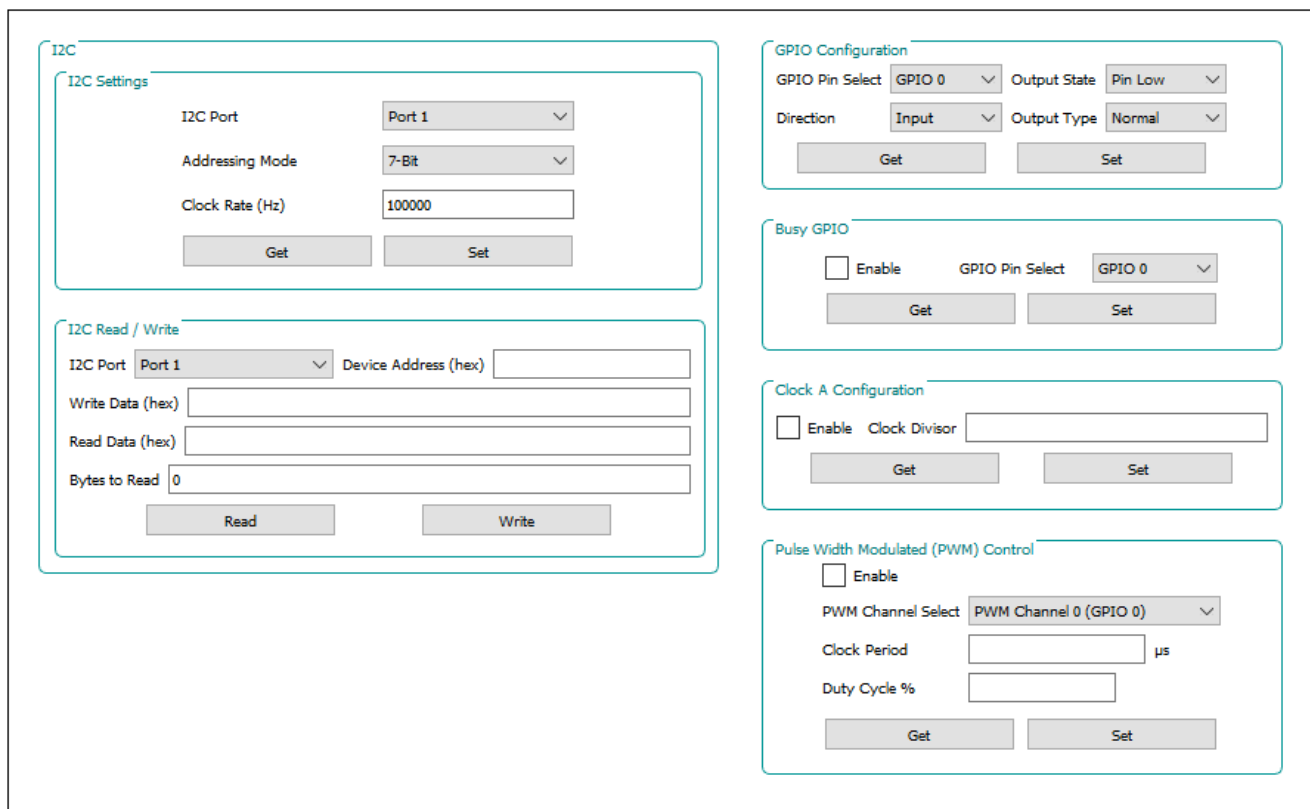 I2C
I2C Settings
I2C Port Port 1
Addressing Mode 7-Bit
Clock Rate (Hz) 100000
Get Set
I2C Read / Write
I2C Port Port 1 Device Address (hex)
Write Data (hex)
Read Data (hex)
Bytes to Read 0
Read Write
GPIO Configuration
GPIO Pin Select GPIO 0 Output State Pin Low
Direction Input Output Type Normal
Get Set
Busy GPIO
Enable GPIO Pin Select GPIO 0
Get Set
Clock A Configuration
Enable Clock Divisor
Get Set
Pulse Width Modulated (PWM) Control
Enable
PWM Channel Select PWM Channel 0 (GPIO 0)
Clock Period µs
Duty Cycle %
Get Set